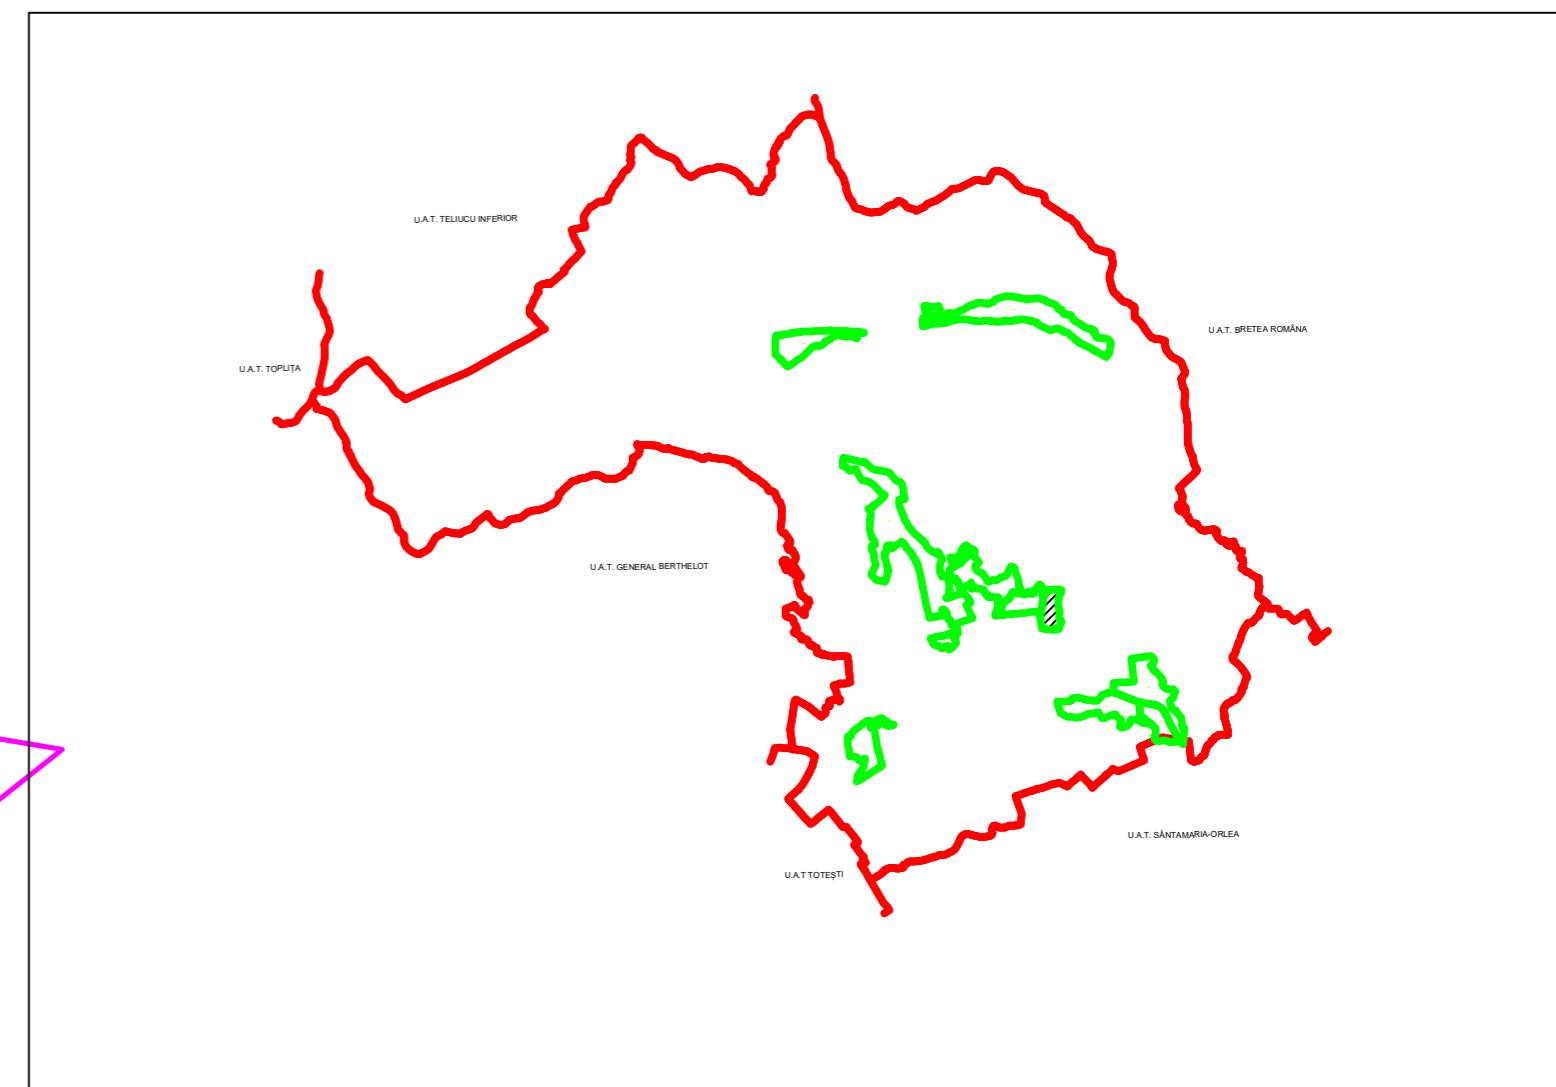 U.A.T. TELIUCU INFERIOR
U.A.T. BRETEA ROMÂNA
U.A.T. TOPLIȚA
U.A.T. GENERAL BERTHELOT
U.A.T. SÂNTAMARIA-ORLEA
U.A.T TOTEȘTI